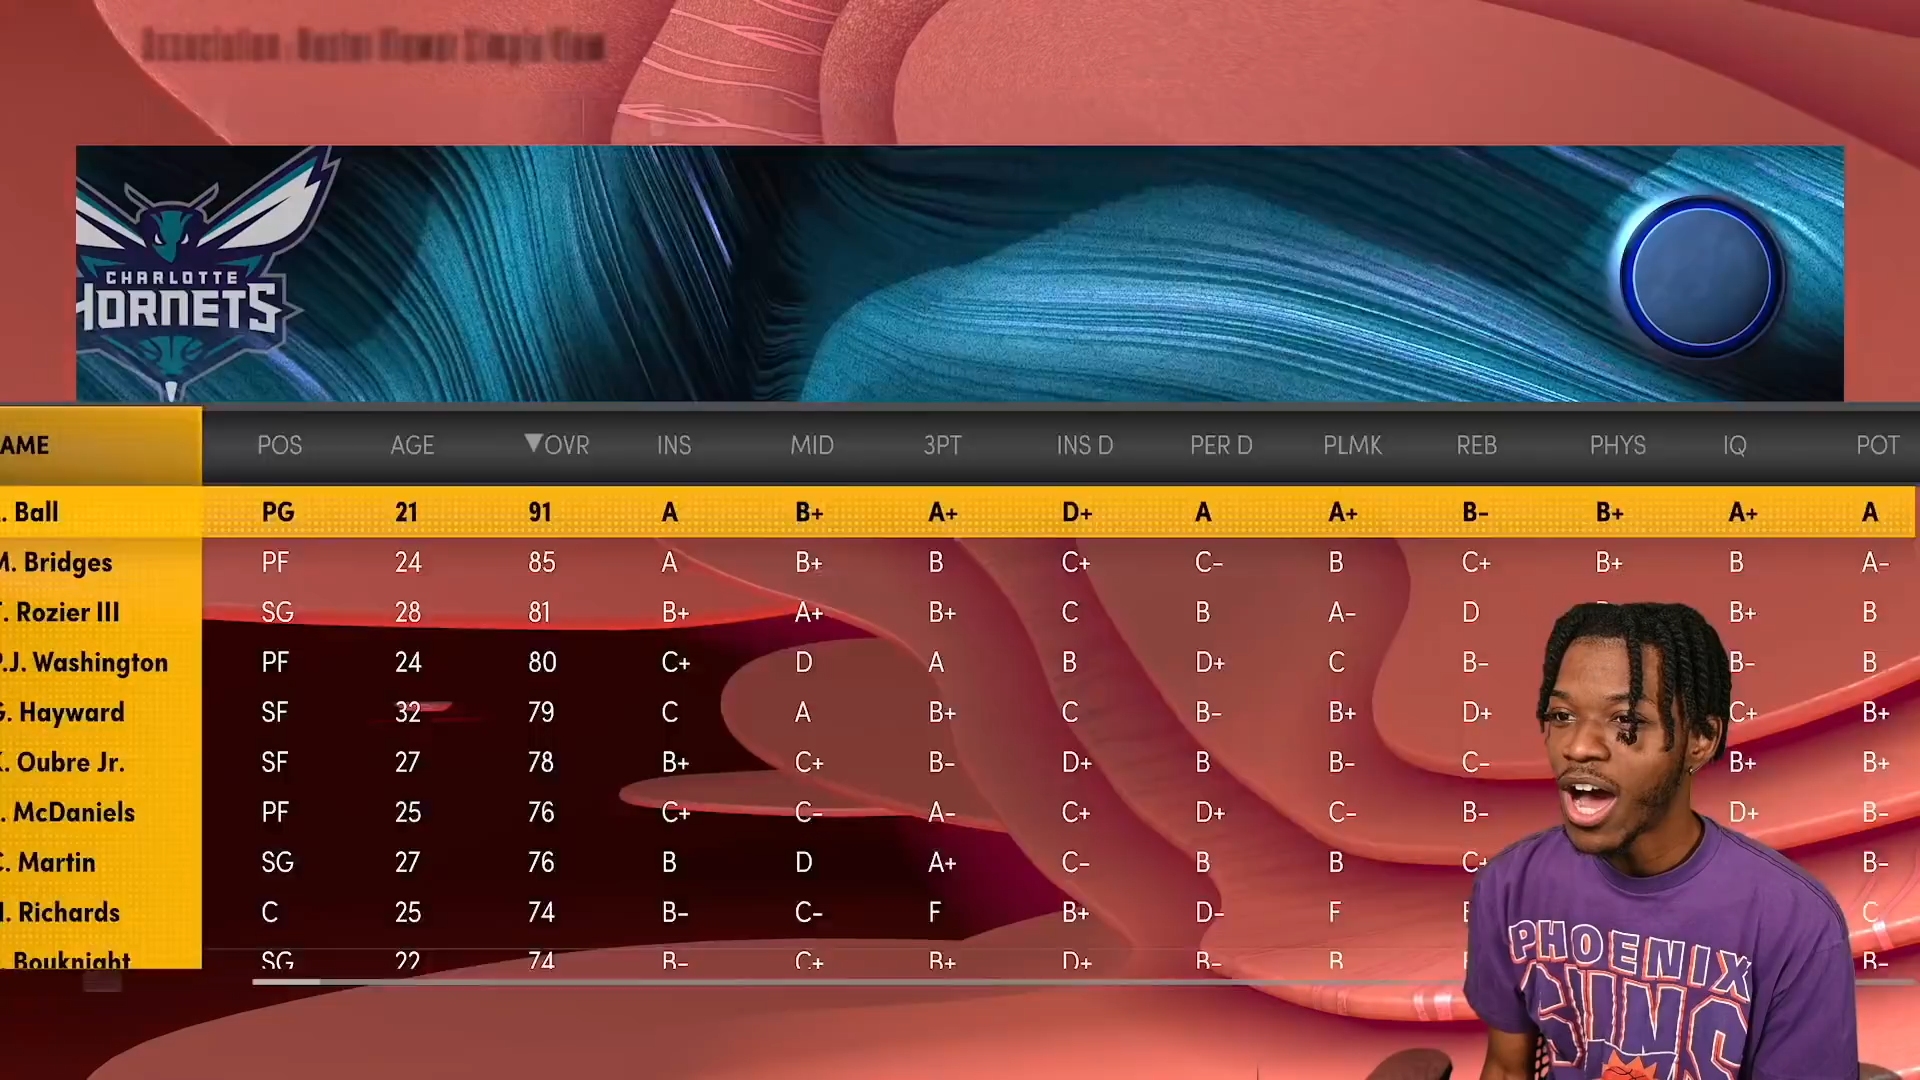 CHARLOTTE
HORNETS
AME POS AGE ▼OVR INS MID 3PT INS D PER D PLMK REB PHYS IQ POT
. Ball PG 21 91 A B+ A+ D+ A A+ B- B+ A+ A
M. Bridges PF 24 85 A B+ B C+ C- B C+ B+ B A-
T. Rozier III SG 28 81 B+ A+ B+ C B A- D B+ B
P.J. Washington PF 24 80 C+ D A B D+ C B- B- B
G. Hayward SF 32 79 C A B+ C B- B+ D+ C+ B+
K. Oubre Jr. SF 27 78 B+ C+ B- D+ B B- C- B+ B+
. McDaniels PF 25 76 C+ C- A- C+ D+ C- B- D+ B-
C. Martin SG 27 76 B D A+ C- B B C+ B-
. Richards C 25 74 B- C- F B+ D- F C
. Bouknight SG 22 74 B- C+ B+ D+ B- B B-
PHOENIX
SUNS